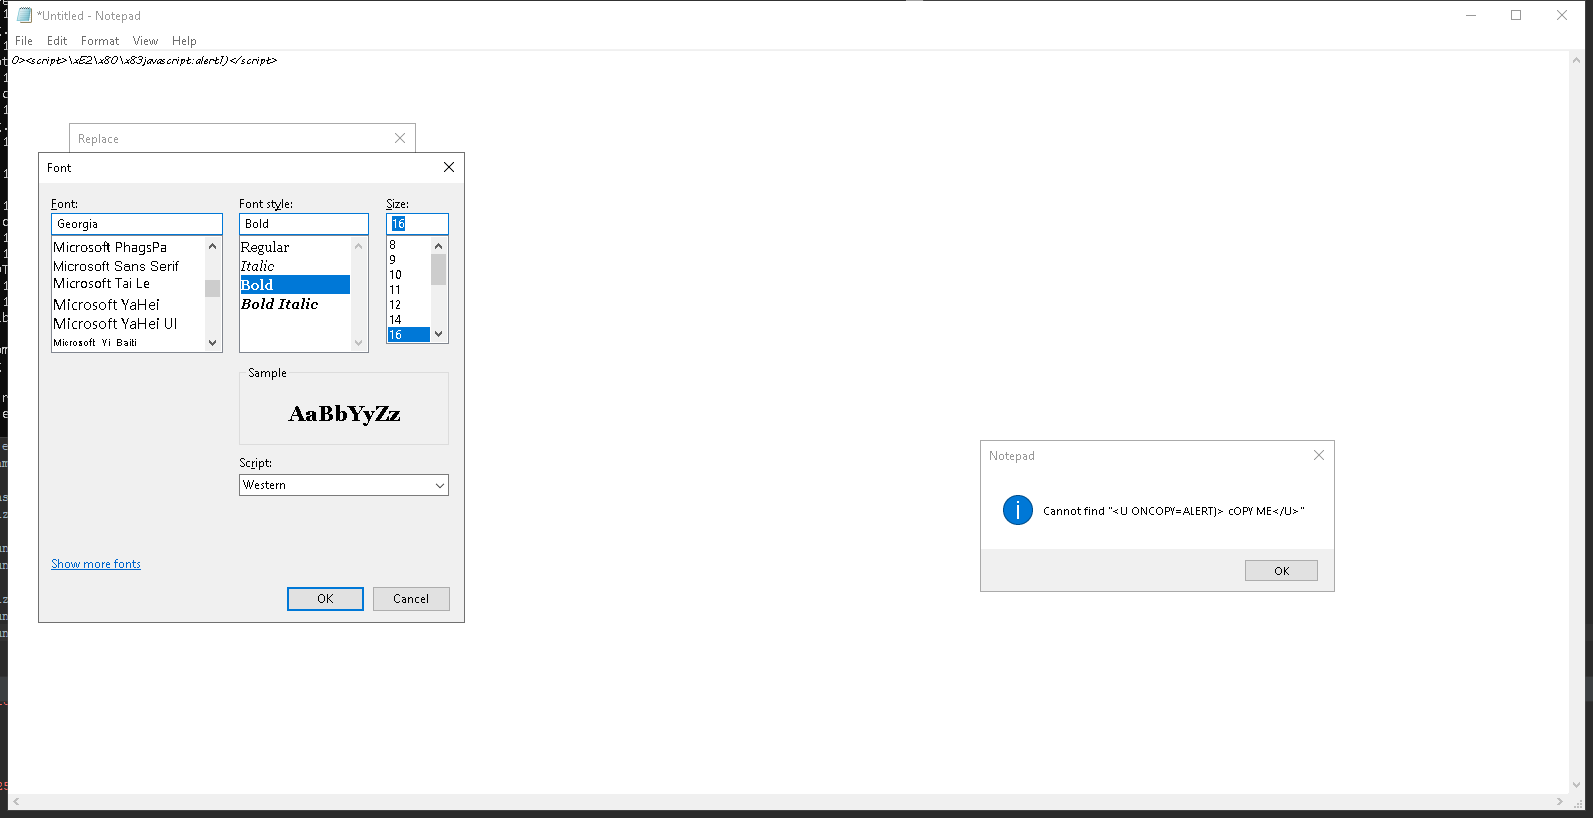 *Untitled - Notepad
File Edit Format View Help
0><script>\xE2\x80\x83javascript:alert1)</script>
Replace
Font
Font: Font style: Size:
Georgia Bold 16
Microsoft PhagsPa Regular 8
Microsoft Sans Serif Italic 9
Microsoft Tai Le Bold 10
Microsoft YaHei Bold Italic 11
Microsoft YaHei UI 12
Microsoft Yi Baiti 14
16
Sample
AaBbYyZz
Script:
Western
Show more fonts
OK Cancel
Notepad
Cannot find "<U ONCOPY=ALERT)> cOPY ME</U>"
OK